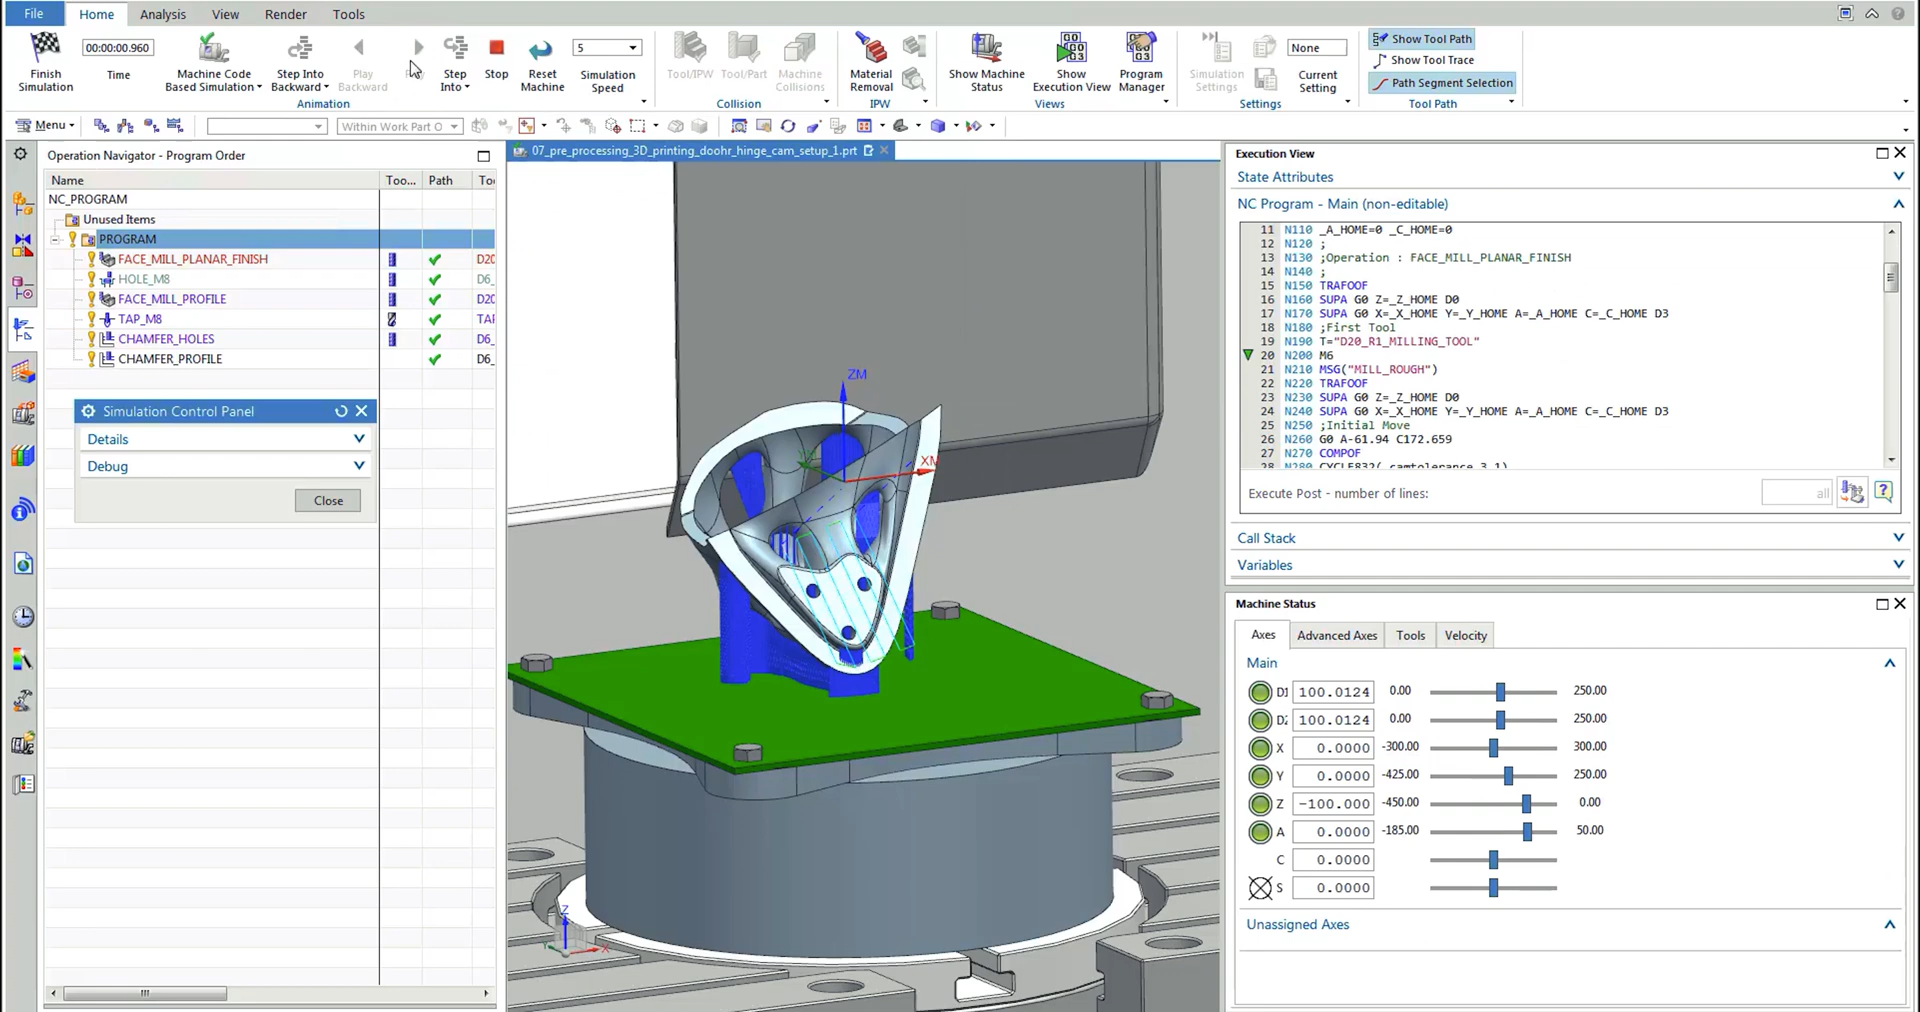 File Home Analysis View Render Tools
00:00:00.960
5
None
Show Tool Path
Show Tool Trace
Path Segment Selection
Finish Simulation
Time
Machine Code Based Simulation
Step Into Backward
Play Backward
Step Into
Stop
Reset Machine
Simulation Speed
Tool/IPW
Tool/Part
Machine Collisions
Material Removal
Show Machine Status
Show Execution View
Program Manager
Simulation Settings
Current Setting
Animation Collision IPW Views Settings Tool Path
Menu
Within Work Part O
Operation Navigator - Program Order
Name Too... Path To
NC_PROGRAM
Unused Items
PROGRAM
FACE_MILL_PLANAR_FINISH D20
HOLE_M8 D6_
FACE_MILL_PROFILE D20
TAP_M8 TAP
CHAMFER_HOLES D6_
CHAMFER_PROFILE D6_
Simulation Control Panel
Details
Debug
Close
07_pre_processing_3D_printing_doohr_hinge_cam_setup_1.prt
ZM
XM
Z
X
Execution View
State Attributes
NC Program - Main (non-editable)
11 N110 _A_HOME=0 _C_HOME=0
12 N120 ;
13 N130 ;Operation : FACE_MILL_PLANAR_FINISH
14 N140 ;
15 N150 TRAFOOF
16 N160 SUPA G0 Z=_Z_HOME D0
17 N170 SUPA G0 X=_X_HOME Y=_Y_HOME A=_A_HOME C=_C_HOME D3
18 N180 ;First Tool
19 N190 T="D20_R1_MILLING_TOOL"
20 N200 M6
21 N210 MSG("MILL_ROUGH")
22 N220 TRAFOOF
23 N230 SUPA G0 Z=_Z_HOME D0
24 N240 SUPA G0 X=_X_HOME Y=_Y_HOME A=_A_HOME C=_C_HOME D3
25 N250 ;Initial Move
26 N260 G0 A-61.94 C172.659
27 N270 COMPOF
28 N280 CYCLE832(_camtolerance,3,1)
Execute Post - number of lines: all
Call Stack
Variables
Machine Status
Axes Advanced Axes Tools Velocity
Main
D1 100.0124 0.00 250.00
D2 100.0124 0.00 250.00
X 0.0000 -300.00 300.00
Y 0.0000 -425.00 250.00
Z -100.000 -450.00 0.00
A 0.0000 -185.00 50.00
C 0.0000
S 0.0000
Unassigned Axes